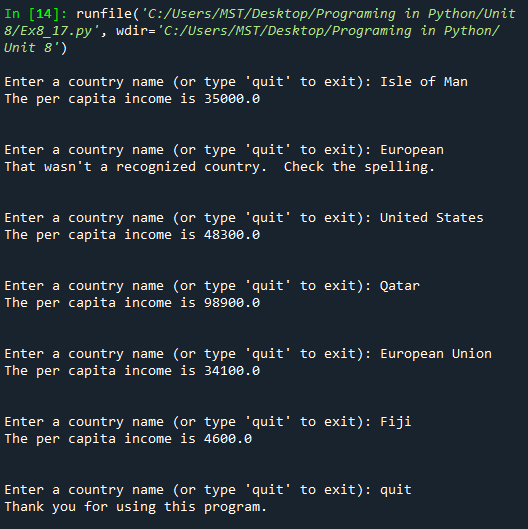 In [14]: runfile('C:/Users/MST/Desktop/Programing in Python/Unit
8/Ex8_17.py', wdir='C:/Users/MST/Desktop/Programing in Python/
Unit 8')
Enter a country name (or type 'quit' to exit): Isle of Man
The per capita income is 35000.0
Enter a country name (or type 'quit' to exit): European
That wasn't a recognized country.  Check the spelling.
Enter a country name (or type 'quit' to exit): United States
The per capita income is 48300.0
Enter a country name (or type 'quit' to exit): Qatar
The per capita income is 98900.0
Enter a country name (or type 'quit' to exit): European Union
The per capita income is 34100.0
Enter a country name (or type 'quit' to exit): Fiji
The per capita income is 4600.0
Enter a country name (or type 'quit' to exit): quit
Thank you for using this program.